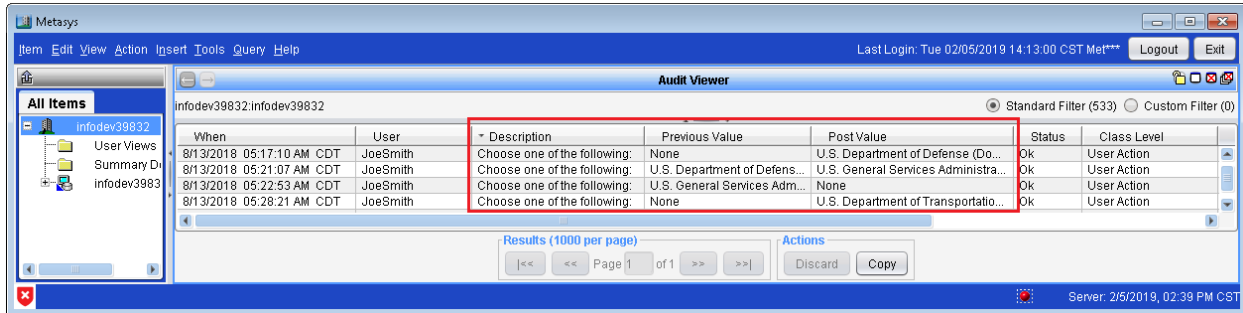 Metasys
Item Edit View Action Insert Tools Query Help Last Login: Tue 02/05/2019 14:13:00 CST Met*** Logout Exit
Audit Viewer
All Items
infodev39832:infodev39832 Standard Filter (533) Custom Filter (0)
infodev39832
User Views
Summary De
infodev3983
When User Description Previous Value Post Value Status Class Level
8/13/2018 05:17:10 AM CDT JoeSmith Choose one of the following: None U.S. Department of Defense (Do... Ok User Action
8/13/2018 05:21:07 AM CDT JoeSmith Choose one of the following: U.S. Department of Defens... U.S. General Services Administra... Ok User Action
8/13/2018 05:22:53 AM CDT JoeSmith Choose one of the following: U.S. General Services Adm... None Ok User Action
8/13/2018 05:28:21 AM CDT JoeSmith Choose one of the following: None U.S. Department of Transportatio... Ok User Action
Results (1000 per page) Actions
|<< << Page 1 of 1 >> >>| Discard Copy
Server: 2/5/2019, 02:39 PM CST